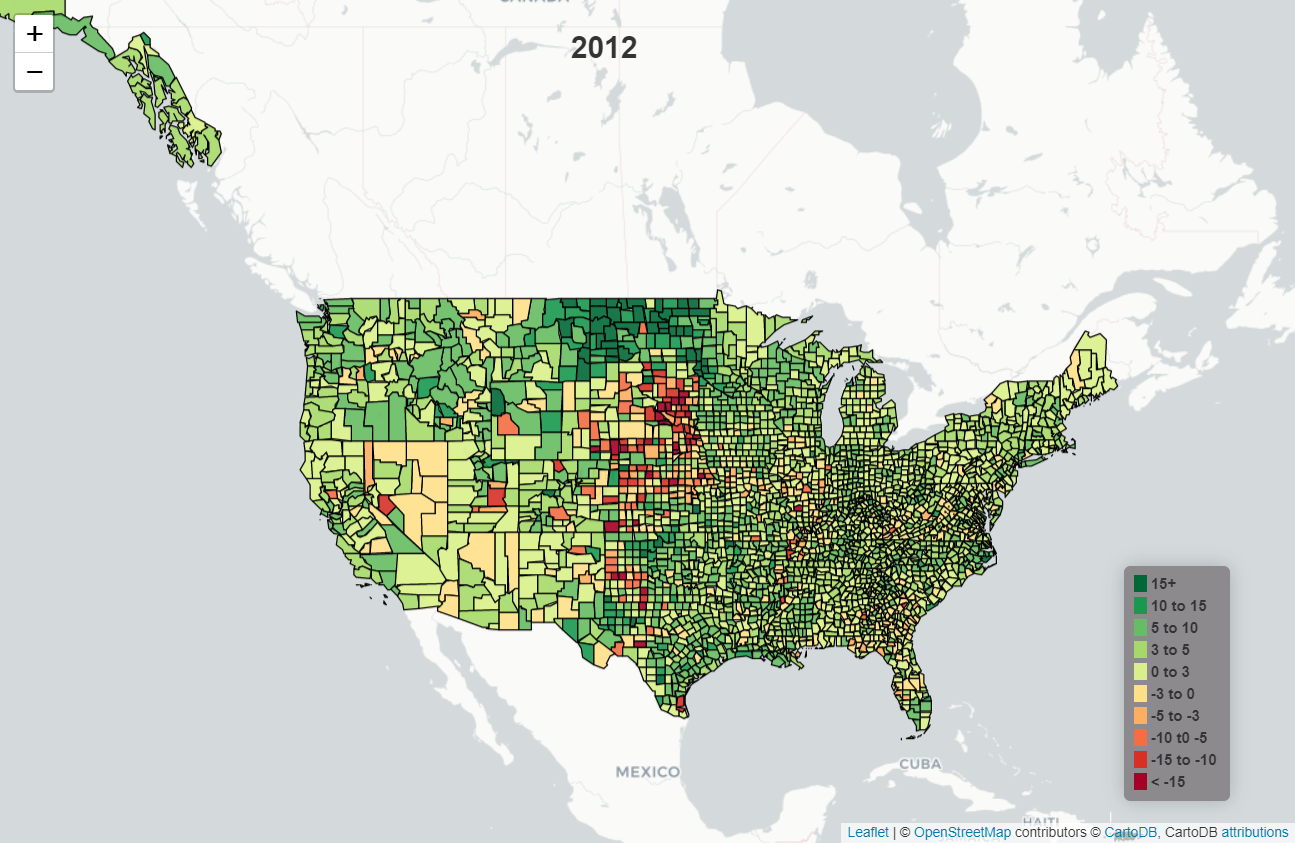 CANADA
+
2012
−
15+
10 to 15
5 to 10
3 to 5
0 to 3
-3 to 0
-5 to -3
-10 t0 -5
-15 to -10
< -15
MEXICO
CUBA
HAITI
Leaflet | © OpenStreetMap contributors © CartoDB, CartoDB attributions